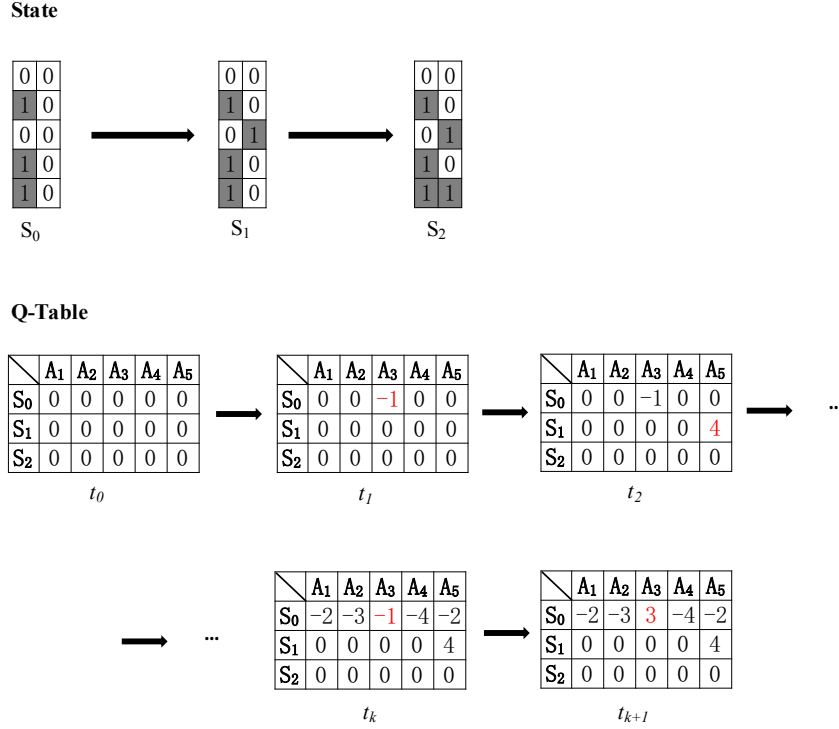 State
0 0 0 0 0 0
1 0 1 0 1 0
0 0 0 1 0 1
1 0 1 0 1 0
1 0 1 0 1 1
S0 S1 S2
Q-Table
A1 A2 A3 A4 A5 A1 A2 A3 A4 A5 A1 A2 A3 A4 A5
S0 0 0 0 0 0 S0 0 0 -1 0 0 S0 0 0 -1 0 0 ...
S1 0 0 0 0 0 S1 0 0 0 0 0 S1 0 0 0 0 4
S2 0 0 0 0 0 S2 0 0 0 0 0 S2 0 0 0 0 0
t0 t1 t2
A1 A2 A3 A4 A5 A1 A2 A3 A4 A5
... S0 -2 -3 -1 -4 -2 S0 -2 -3 3 -4 -2
S1 0 0 0 0 4 S1 0 0 0 0 4
S2 0 0 0 0 0 S2 0 0 0 0 0
tk tk+1